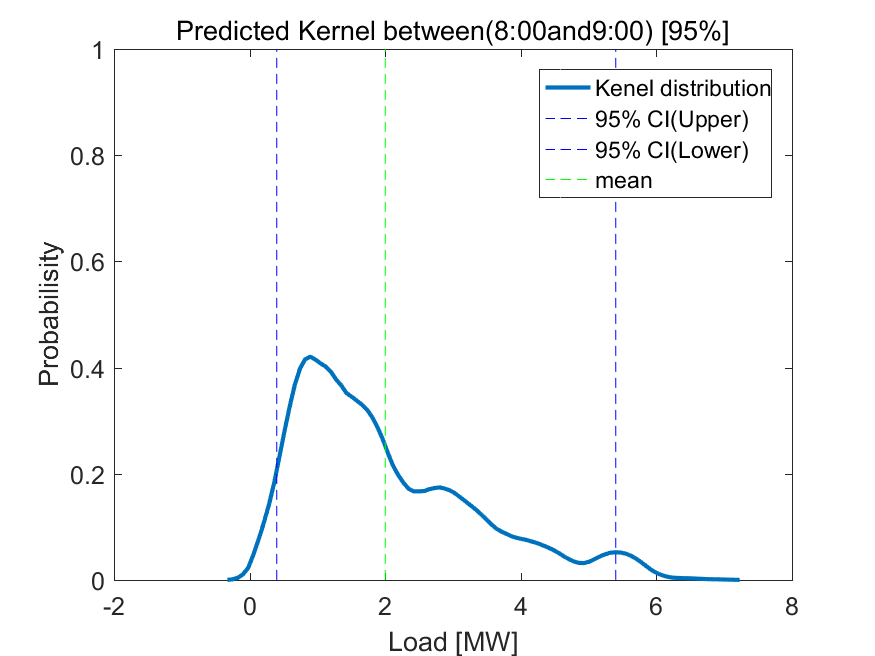 Predicted Kernel between(8:00and9:00) [95%]
1
0.8
0.6
0.4
0.2
0
Probabilisity
Kenel distribution
95% CI(Upper)
95% CI(Lower)
mean
-2 0 2 4 6 8
Load [MW]